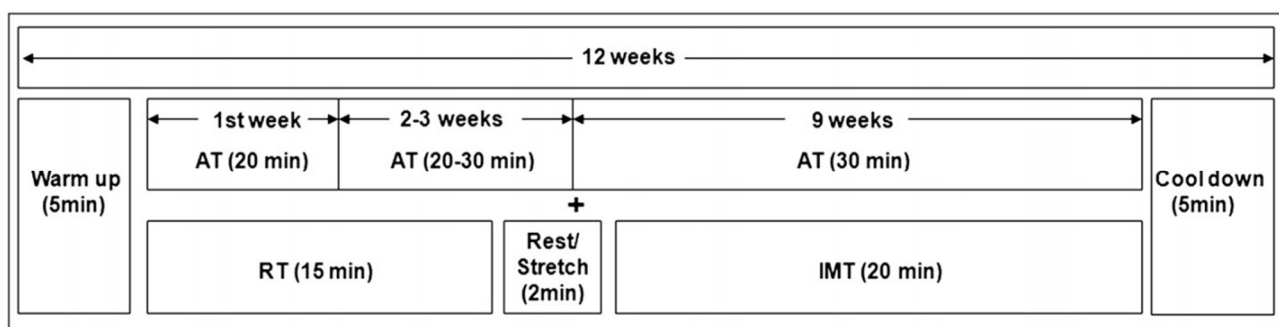 12 weeks
1st week
2-3 weeks
9 weeks
AT (20 min)
AT (20-30 min)
AT (30 min)
Warm up
(5min)
Cool down
(5min)
+
RT (15 min)
Rest/
Stretch
(2min)
IMT (20 min)